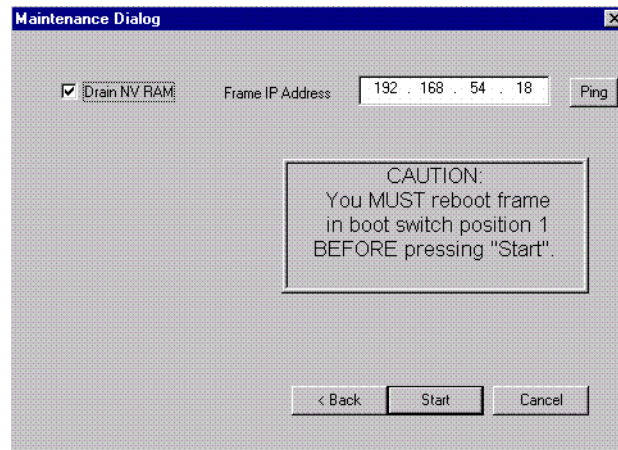 Maintenance Dialog
Drain NV RAM
Frame IP Address
192 . 168 . 54 . 18
Ping
CAUTION:
You MUST reboot frame
in boot switch position 1
BEFORE pressing "Start".
< Back
Start
Cancel